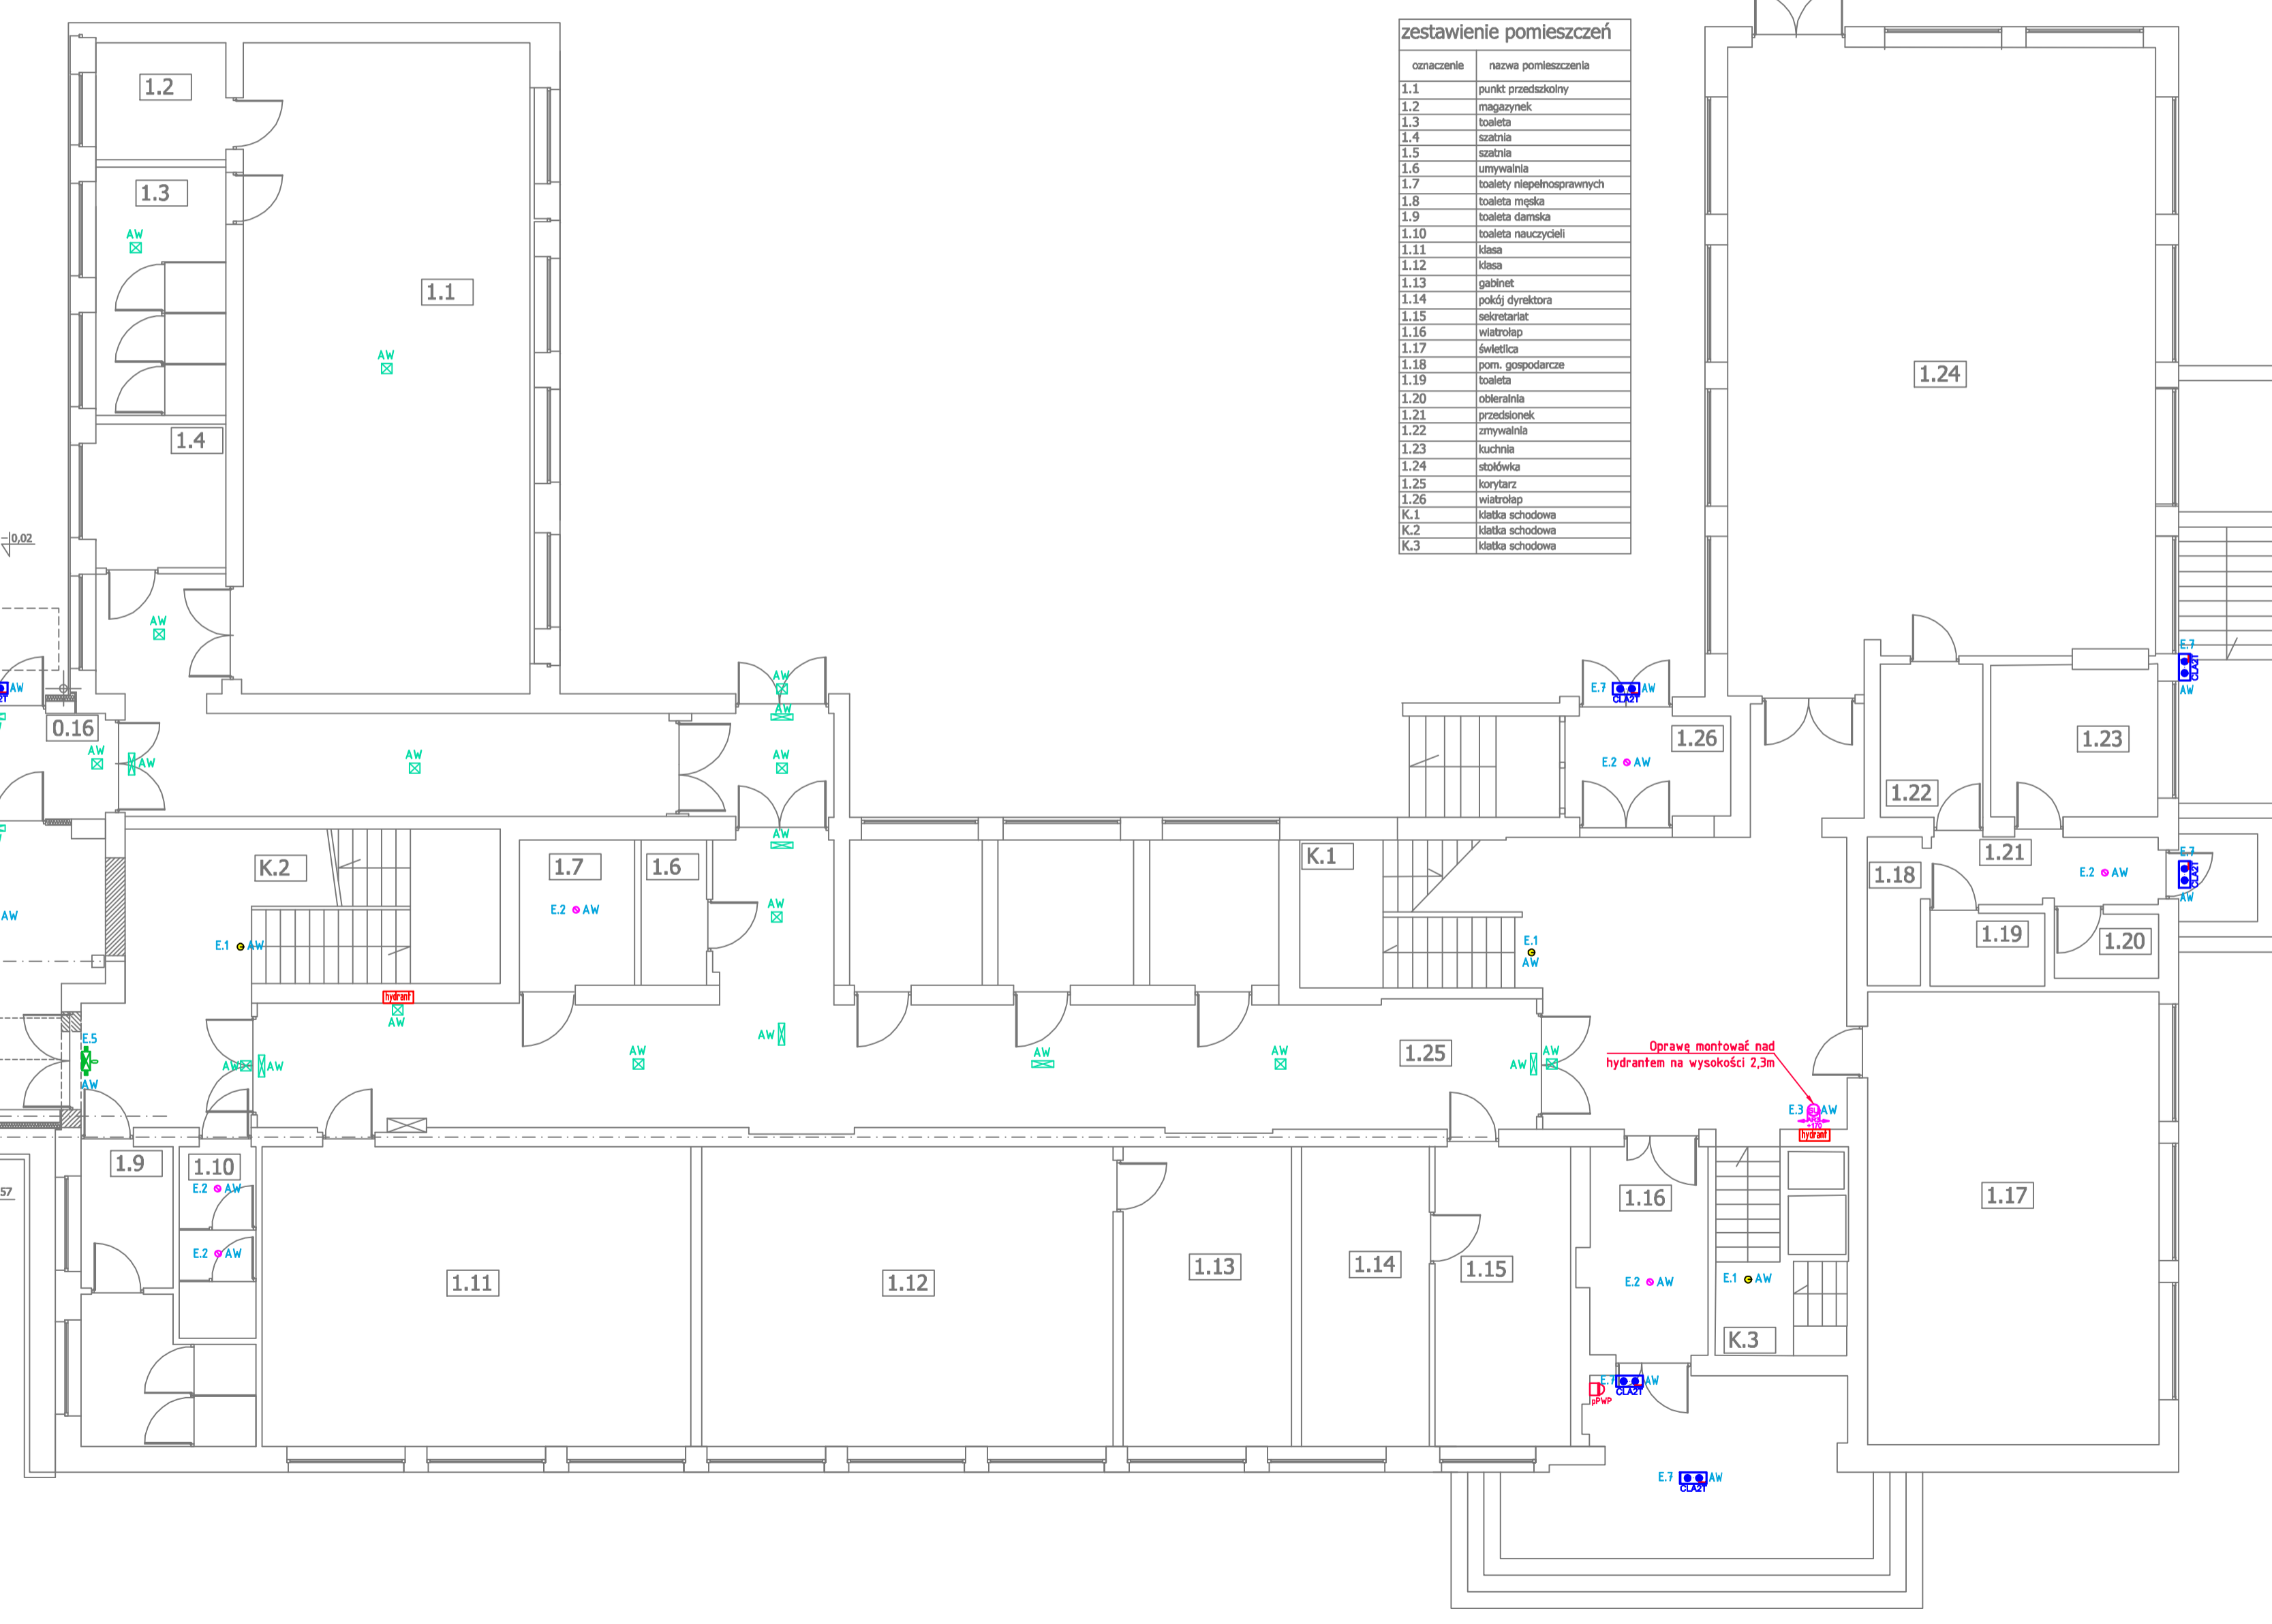 zestawienie pomieszczeń
oznaczenie nazwa pomieszczenia
1.1 punkt przedszkolny
1.2 magazynek
1.3 toaleta
1.4 szatnia
1.5 szatnia
1.6 umywalnia
1.7 toalety niepełnosprawnych
1.8 toaleta męska
1.9 toaleta damska
1.10 toaleta nauczycieli
1.11 klasa
1.12 klasa
1.13 gabinet
1.14 pokój dyrektora
1.15 sekretariat
1.16 wiatrołap
1.17 świetlica
1.18 pom. gospodarcze
1.19 toaleta
1.20 obieralnia
1.21 przedsionek
1.22 zmywalnia
1.23 kuchnia
1.24 stołówka
1.25 korytarz
1.26 wiatrołap
K.1 klatka schodowa
K.2 klatka schodowa
K.3 klatka schodowa
1.2
1.3
AW
1.1
AW
1.24
1.4
-0,02
AW
E.7
CLA2T
AW
AW
AW
E.7 AW
CLA2T
0.16
AW
1.26
1.23
AW
AW
AW
AW
E.2 AW
1.22
AW
K.2
1.7
1.6
K.1
1.21
E.7
CLA2T
AW
1.18
E.2 AW
AW
E.2 AW
AW
E.1 AW
E.1
AW
1.19
1.20
hydrant
AW
E.5
AW
AW
AW
AW
AW
AW
AW
1.25
AW
AW
Oprawę montować nad
hydrantem na wysokości 2,3m
E.3 AW
+170
hydrant
1.9
1.10
E.2 AW
57
1.16
1.17
E.2 AW
1.11
1.12
1.13
1.14
1.15
E.2 AW
E.1 AW
K.3
E.7 AW
CLA2T
pPWP
E.7 AW
CLA2T